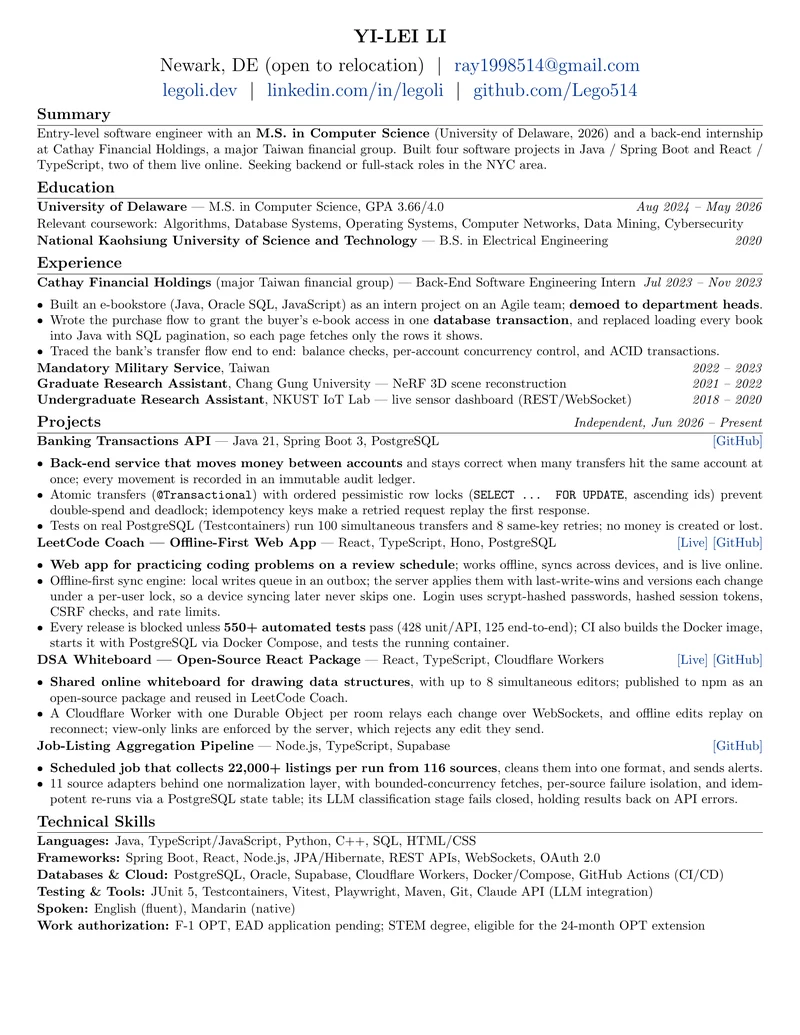 YI-LEI LI
Newark, DE (open to relocation) | ray1998514@gmail.com
legoli.dev | linkedin.com/in/legoli | github.com/Lego514
Summary
Entry-level software engineer with an M.S. in Computer Science (University of Delaware, 2026) and a back-end internship
at Cathay Financial Holdings, a major Taiwan financial group. Built four software projects in Java / Spring Boot and React /
TypeScript, two of them live online. Seeking backend or full-stack roles in the NYC area.
Education
University of Delaware — M.S. in Computer Science, GPA 3.66/4.0 Aug 2024 – May 2026
Relevant coursework: Algorithms, Database Systems, Operating Systems, Computer Networks, Data Mining, Cybersecurity
National Kaohsiung University of Science and Technology — B.S. in Electrical Engineering 2020
Experience
Cathay Financial Holdings (major Taiwan financial group) — Back-End Software Engineering Intern Jul 2023 – Nov 2023
• Built an e-bookstore (Java, Oracle SQL, JavaScript) as an intern project on an Agile team; demoed to department heads.
• Wrote the purchase flow to grant the buyer's e-book access in one database transaction, and replaced loading every book
into Java with SQL pagination, so each page fetches only the rows it shows.
• Traced the bank's transfer flow end to end: balance checks, per-account concurrency control, and ACID transactions.
Mandatory Military Service, Taiwan 2022 – 2023
Graduate Research Assistant, Chang Gung University — NeRF 3D scene reconstruction 2021 – 2022
Undergraduate Research Assistant, NKUST IoT Lab — live sensor dashboard (REST/WebSocket) 2018 – 2020
Projects Independent, Jun 2026 – Present
Banking Transactions API — Java 21, Spring Boot 3, PostgreSQL [GitHub]
• Back-end service that moves money between accounts and stays correct when many transfers hit the same account at
once; every movement is recorded in an immutable audit ledger.
• Atomic transfers (@Transactional) with ordered pessimistic row locks (SELECT ... FOR UPDATE, ascending ids) prevent
double-spend and deadlock; idempotency keys make a retried request replay the first response.
• Tests on real PostgreSQL (Testcontainers) run 100 simultaneous transfers and 8 same-key retries; no money is created or lost.
LeetCode Coach — Offline-First Web App — React, TypeScript, Hono, PostgreSQL [Live] [GitHub]
• Web app for practicing coding problems on a review schedule; works offline, syncs across devices, and is live online.
• Offline-first sync engine: local writes queue in an outbox; the server applies them with last-write-wins and versions each change
under a per-user lock, so a device syncing later never skips one. Login uses scrypt-hashed passwords, hashed session tokens,
CSRF checks, and rate limits.
• Every release is blocked unless 550+ automated tests pass (428 unit/API, 125 end-to-end); CI also builds the Docker image,
starts it with PostgreSQL via Docker Compose, and tests the running container.
DSA Whiteboard — Open-Source React Package — React, TypeScript, Cloudflare Workers [Live] [GitHub]
• Shared online whiteboard for drawing data structures, with up to 8 simultaneous editors; published to npm as an
open-source package and reused in LeetCode Coach.
• A Cloudflare Worker with one Durable Object per room relays each change over WebSockets, and offline edits replay on
reconnect; view-only links are enforced by the server, which rejects any edit they send.
Job-Listing Aggregation Pipeline — Node.js, TypeScript, Supabase [GitHub]
• Scheduled job that collects 22,000+ listings per run from 116 sources, cleans them into one format, and sends alerts.
• 11 source adapters behind one normalization layer, with bounded-concurrency fetches, per-source failure isolation, and idem-
potent re-runs via a PostgreSQL state table; its LLM classification stage fails closed, holding results back on API errors.
Technical Skills
Languages: Java, TypeScript/JavaScript, Python, C++, SQL, HTML/CSS
Frameworks: Spring Boot, React, Node.js, JPA/Hibernate, REST APIs, WebSockets, OAuth 2.0
Databases & Cloud: PostgreSQL, Oracle, Supabase, Cloudflare Workers, Docker/Compose, GitHub Actions (CI/CD)
Testing & Tools: JUnit 5, Testcontainers, Vitest, Playwright, Maven, Git, Claude API (LLM integration)
Spoken: English (fluent), Mandarin (native)
Work authorization: F-1 OPT, EAD application pending; STEM degree, eligible for the 24-month OPT extension